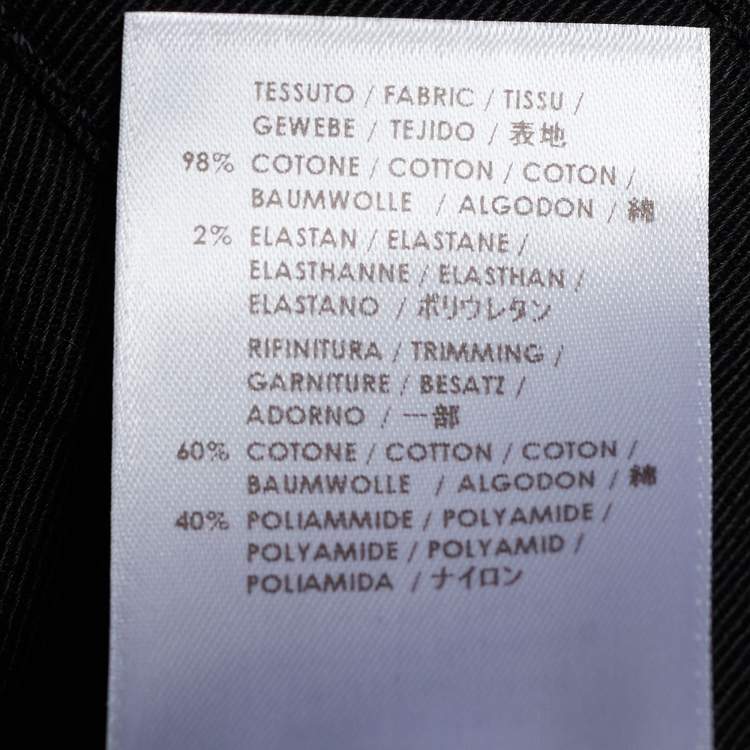 TESSUTO / FABRIC / TISSU /
GEWEBE / TEJIDO / 表地
98% COTONE / COTTON / COTON /
BAUMWOLLE / ALGODON / 綿
2% ELASTAN / ELASTANE /
ELASTHANNE / ELASTHAN /
ELASTANO / ポリウレタン
RIFINITURA / TRIMMING /
GARNITURE / BESATZ /
ADORNO / 一部
60% COTONE / COTTON / COTON /
BAUMWOLLE / ALGODON / 綿
40% POLIAMMIDE / POLYAMIDE /
POLYAMIDE / POLYAMID /
POLIAMIDA / ナイロン